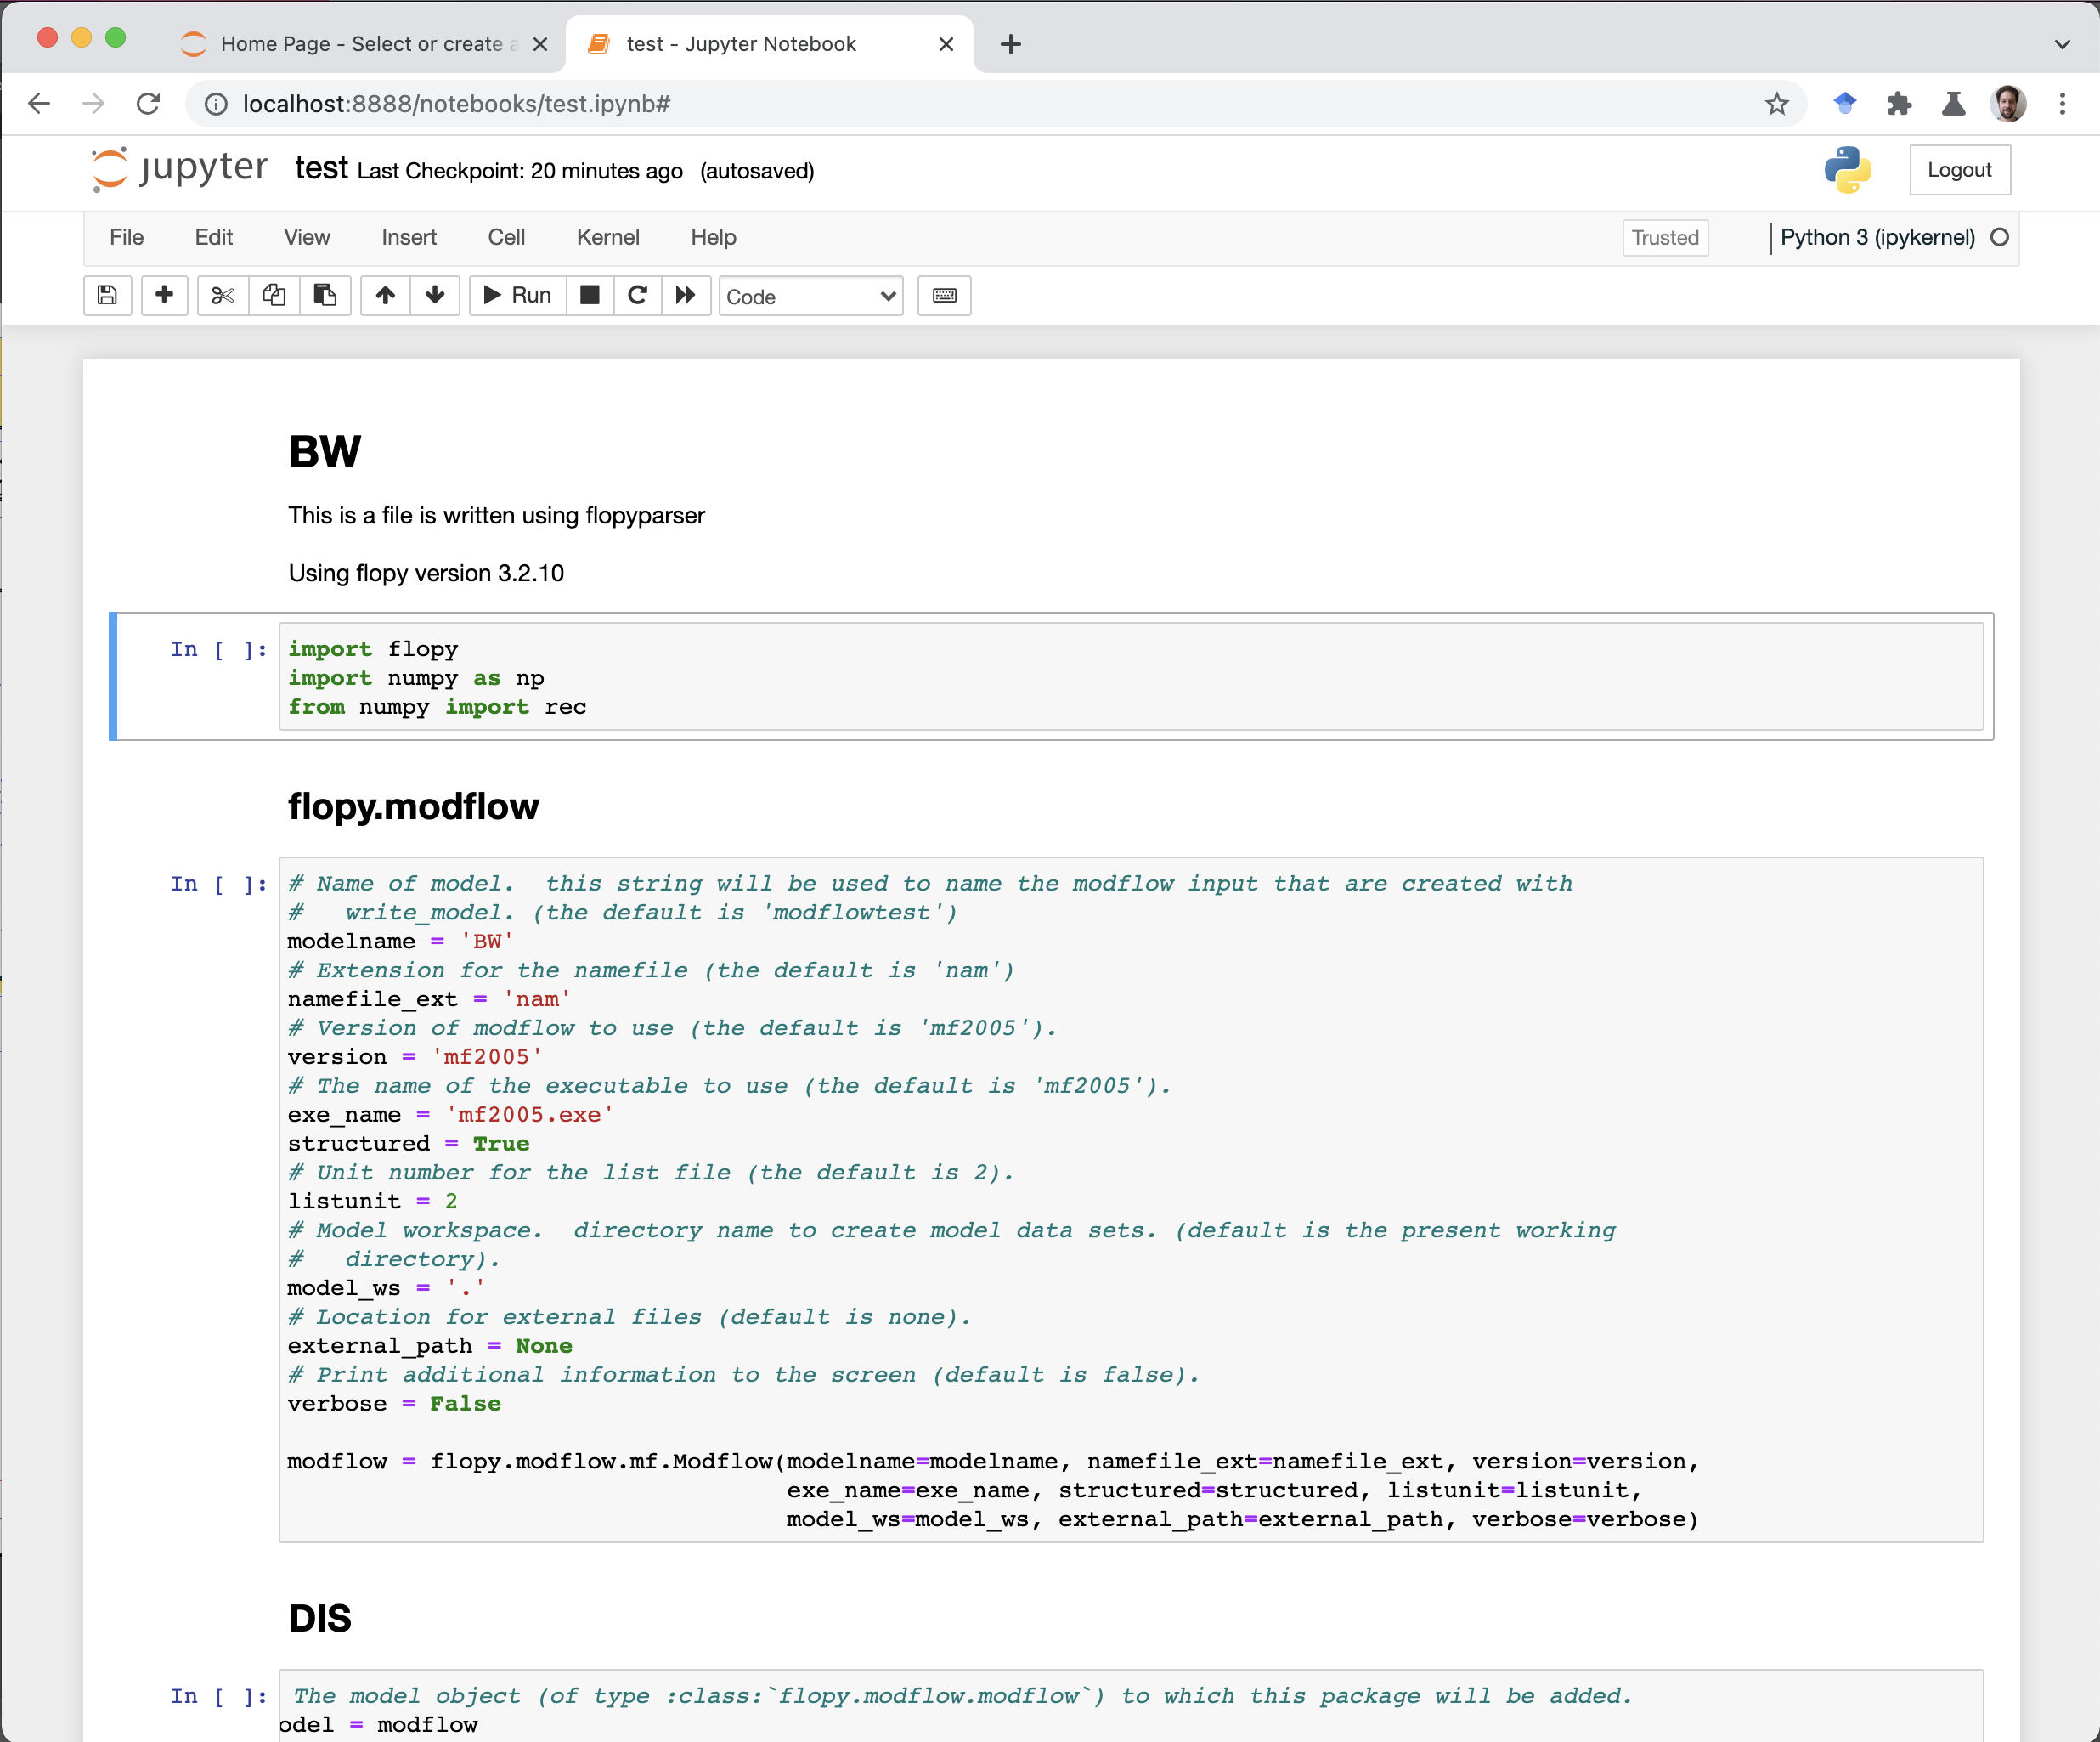 Home Page - Select or create a
test - Jupyter Notebook
localhost:8888/notebooks/test.ipynb#
jupyter test Last Checkpoint: 20 minutes ago (autosaved)
Logout
File Edit View Insert Cell Kernel Help Trusted Python 3 (ipykernel)
Run Code
BW
This is a file is written using flopyparser
Using flopy version 3.2.10
In [ ]: import flopy
import numpy as np
from numpy import rec
flopy.modflow
In [ ]: # Name of model.  this string will be used to name the modflow input that are created with
#   write_model. (the default is 'modflowtest')
modelname = 'BW'
# Extension for the namefile (the default is 'nam')
namefile_ext = 'nam'
# Version of modflow to use (the default is 'mf2005').
version = 'mf2005'
# The name of the executable to use (the default is 'mf2005').
exe_name = 'mf2005.exe'
structured = True
# Unit number for the list file (the default is 2).
listunit = 2
# Model workspace.  directory name to create model data sets. (default is the present working
#   directory).
model_ws = '.'
# Location for external files (default is none).
external_path = None
# Print additional information to the screen (default is false).
verbose = False
modflow = flopy.modflow.mf.Modflow(modelname=modelname, namefile_ext=namefile_ext, version=version,
exe_name=exe_name, structured=structured, listunit=listunit,
model_ws=model_ws, external_path=external_path, verbose=verbose)
DIS
In [ ]: The model object (of type :class:`flopy.modflow.modflow`) to which this package will be added.
odel = modflow